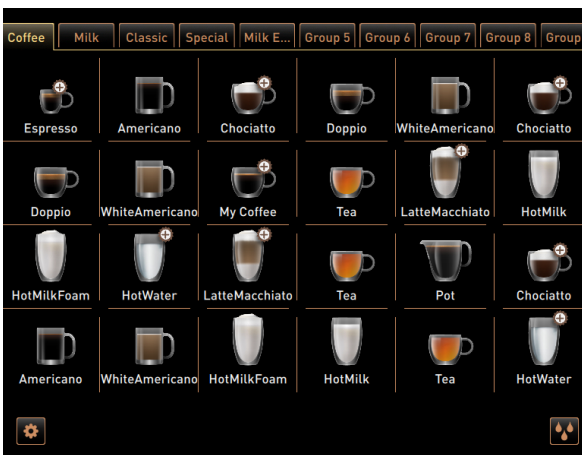 Coffee Milk Classic Special Milk E... Group 5 Group 6 Group 7 Group 8 Group
Espresso Americano Chociatto Doppio WhiteAmericano Chociatto
Doppio WhiteAmericano My Coffee Tea LatteMacchiato HotMilk
HotMilkFoam HotWater LatteMacchiato Tea Pot Chociatto
Americano WhiteAmericano HotMilkFoam HotMilk Tea HotWater